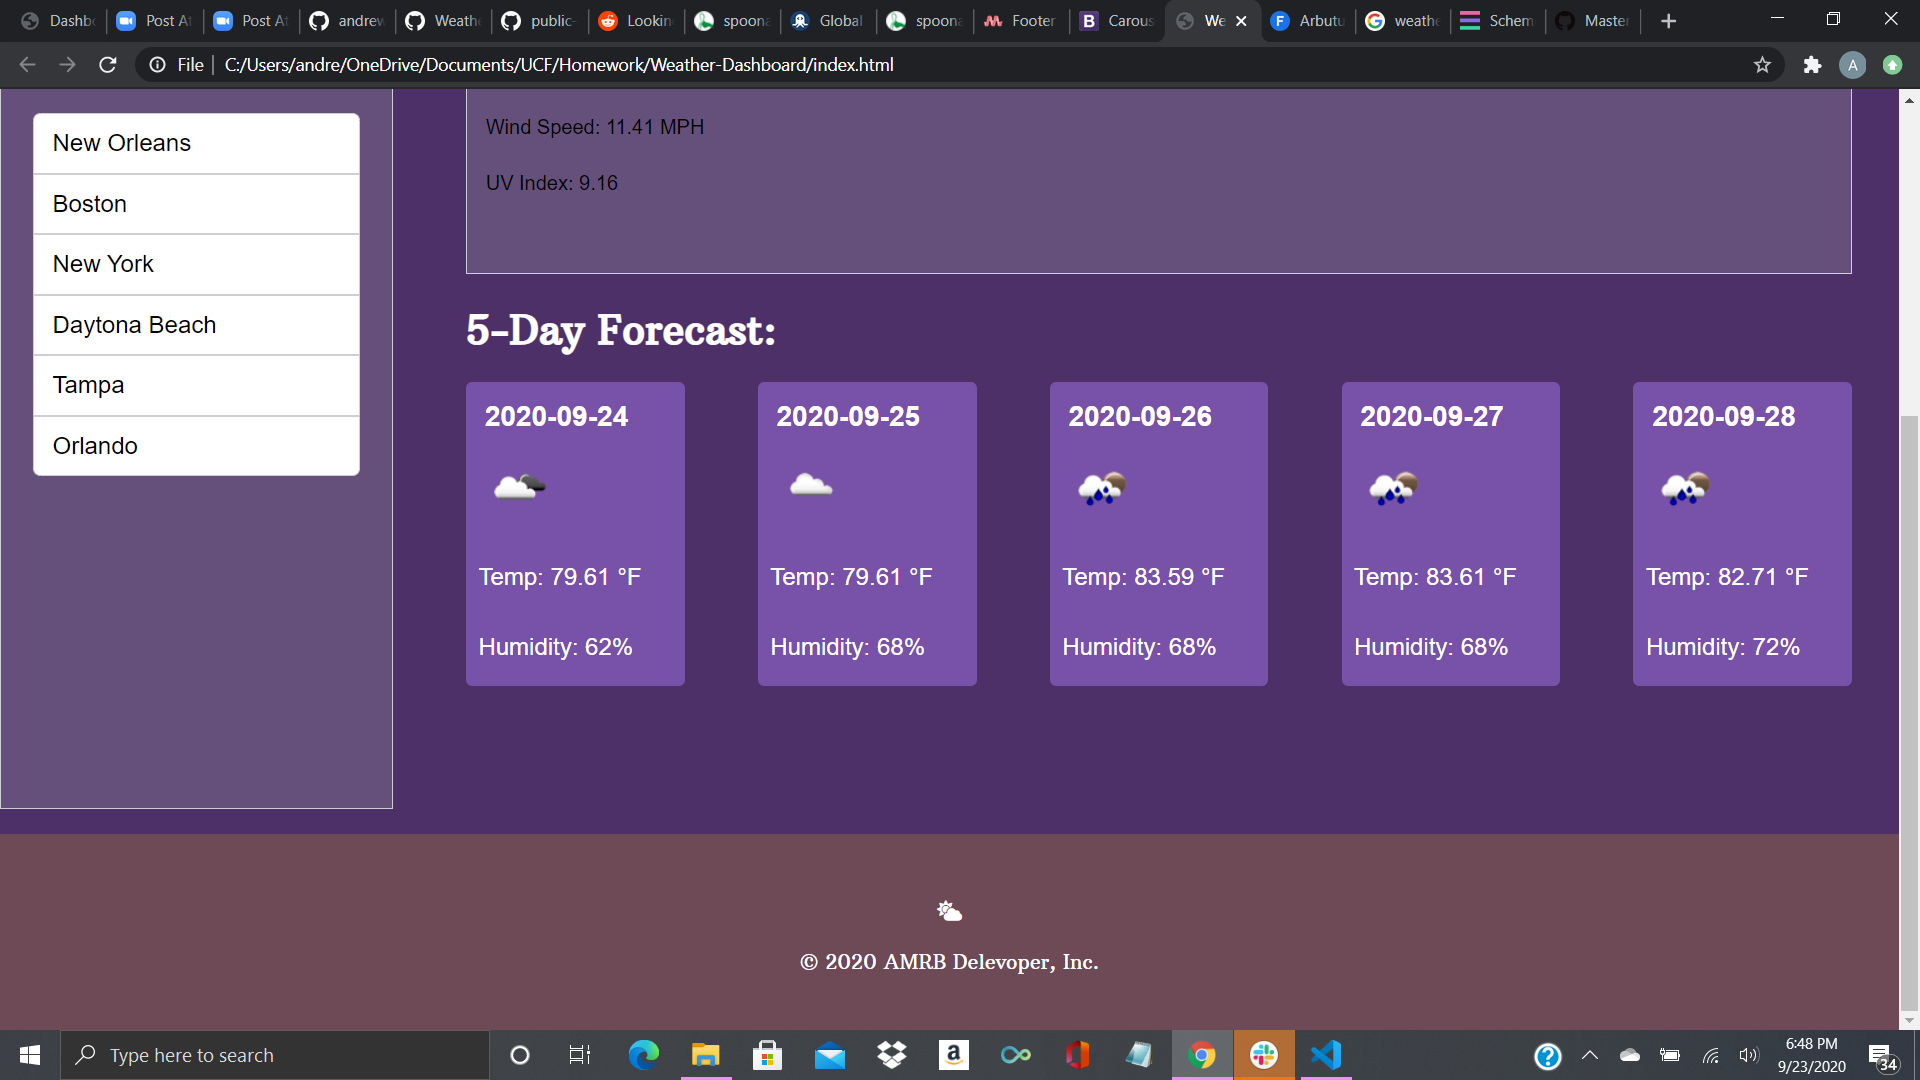 Dashbo
Post At
Post At
andrew
Weathe
public-
Lookin
spoona
Global
spoona
Footer
Carous
We
Arbutu
weathe
Schem
Master
File
C:/Users/andre/OneDrive/Documents/UCF/Homework/Weather-Dashboard/index.html
A
New Orleans
Boston
New York
Daytona Beach
Tampa
Orlando
Wind Speed: 11.41 MPH
UV Index: 9.16
5-Day Forecast:
2020-09-24
Temp: 79.61 °F
Humidity: 62%
2020-09-25
Temp: 79.61 °F
Humidity: 68%
2020-09-26
Temp: 83.59 °F
Humidity: 68%
2020-09-27
Temp: 83.61 °F
Humidity: 68%
2020-09-28
Temp: 82.71 °F
Humidity: 72%
© 2020 AMRB Delevoper, Inc.
Type here to search
6:48 PM
9/23/2020
34